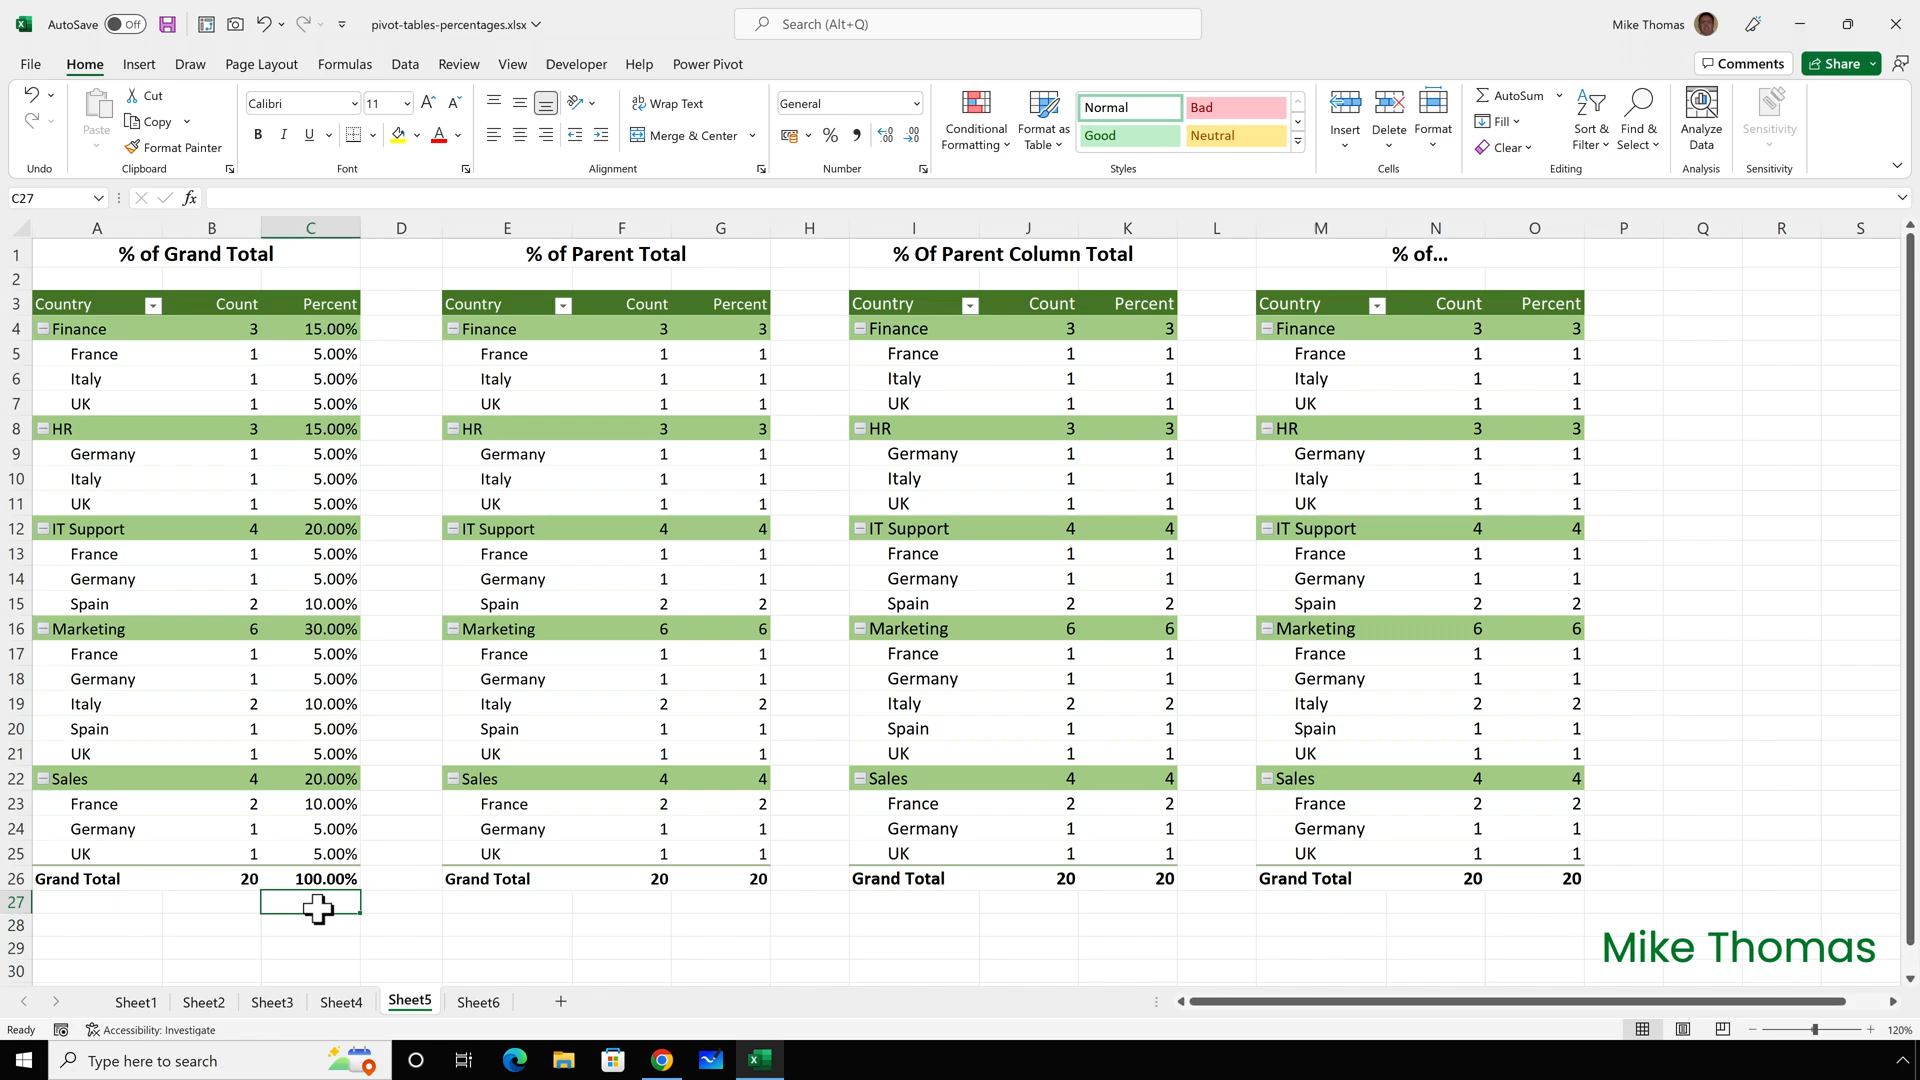 AutoSave Off pivot-tables-percentages.xlsx Search (Alt+Q) Mike Thomas
File Home Insert Draw Page Layout Formulas Data Review View Developer Help Power Pivot Comments Share
Paste Cut Calibri 11 Wrap Text General Conditional Formatting Format as Table Normal Bad Insert Delete Format AutoSum Sort & Filter Find & Select Analyze Data Sensitivity
Copy B I U Merge & Center % Good Neutral Fill
Format Painter Clear
Undo Clipboard Font Alignment Number Styles Cells Editing Analysis Sensitivity
C27 fx
A B C D E F G H I J K L M N O P Q R S
1 % of Grand Total % of Parent Total % Of Parent Column Total % of...
2
3 Country Count Percent Country Count Percent Country Count Percent Country Count Percent
4 Finance 3 15.00% Finance 3 3 Finance 3 3 Finance 3 3
5 France 1 5.00% France 1 1 France 1 1 France 1 1
6 Italy 1 5.00% Italy 1 1 Italy 1 1 Italy 1 1
7 UK 1 5.00% UK 1 1 UK 1 1 UK 1 1
8 HR 3 15.00% HR 3 3 HR 3 3 HR 3 3
9 Germany 1 5.00% Germany 1 1 Germany 1 1 Germany 1 1
10 Italy 1 5.00% Italy 1 1 Italy 1 1 Italy 1 1
11 UK 1 5.00% UK 1 1 UK 1 1 UK 1 1
12 IT Support 4 20.00% IT Support 4 4 IT Support 4 4 IT Support 4 4
13 France 1 5.00% France 1 1 France 1 1 France 1 1
14 Germany 1 5.00% Germany 1 1 Germany 1 1 Germany 1 1
15 Spain 2 10.00% Spain 2 2 Spain 2 2 Spain 2 2
16 Marketing 6 30.00% Marketing 6 6 Marketing 6 6 Marketing 6 6
17 France 1 5.00% France 1 1 France 1 1 France 1 1
18 Germany 1 5.00% Germany 1 1 Germany 1 1 Germany 1 1
19 Italy 2 10.00% Italy 2 2 Italy 2 2 Italy 2 2
20 Spain 1 5.00% Spain 1 1 Spain 1 1 Spain 1 1
21 UK 1 5.00% UK 1 1 UK 1 1 UK 1 1
22 Sales 4 20.00% Sales 4 4 Sales 4 4 Sales 4 4
23 France 2 10.00% France 2 2 France 2 2 France 2 2
24 Germany 1 5.00% Germany 1 1 Germany 1 1 Germany 1 1
25 UK 1 5.00% UK 1 1 UK 1 1 UK 1 1
26 Grand Total 20 100.00% Grand Total 20 20 Grand Total 20 20 Grand Total 20 20
27
28
29
30
Mike Thomas
Sheet1 Sheet2 Sheet3 Sheet4 Sheet5 Sheet6
Ready Accessibility: Investigate 120%
Type here to search